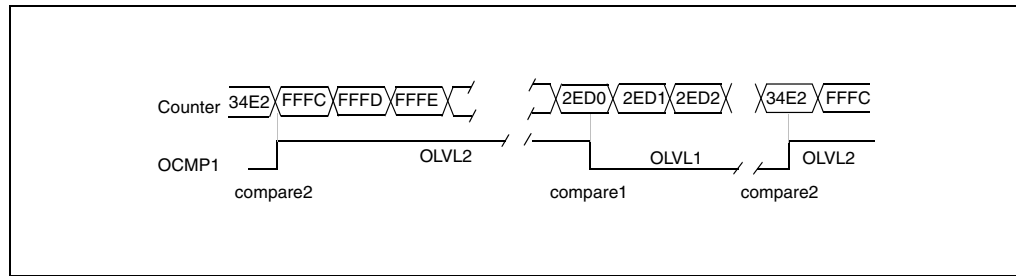 Counter 34E2 FFFC FFFD FFFE 2ED0 2ED1 2ED2 34E2 FFFC
OCMP1 OLVL2 OLVL1 OLVL2
compare2 compare1 compare2